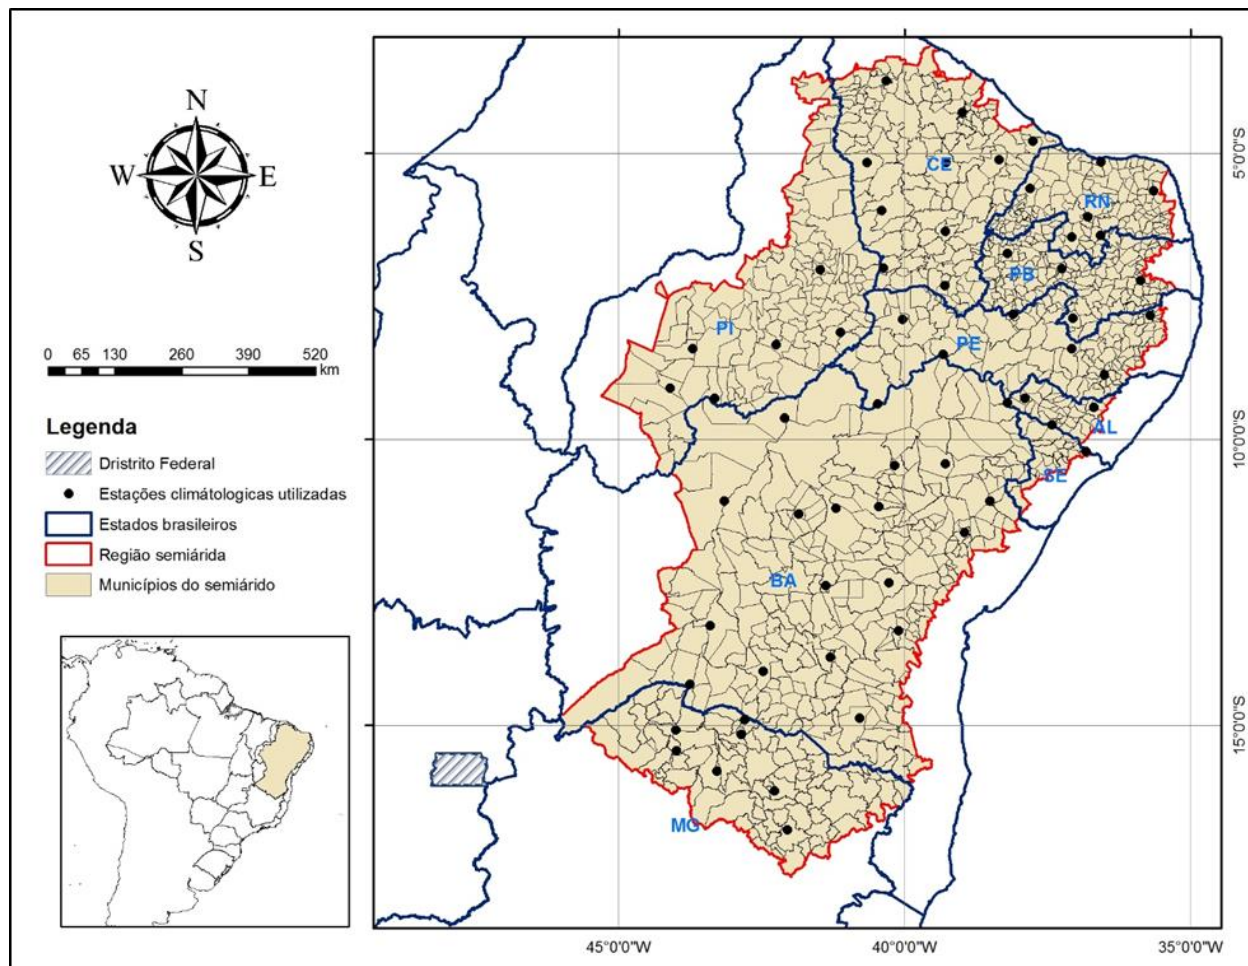 N
W
E
S
0 65 130 260 390 520
km
Legenda
Dristrito Federal
Estações climátologicas utilizadas
Estados brasileiros
Região semiárida
Municípios do semiárido
CE
RN
PB
PI
PE
AL
SE
BA
MG
5°0'0"S
10°0'0"S
15°0'0"S
45°0'0"W 40°0'0"W 35°0'0"W